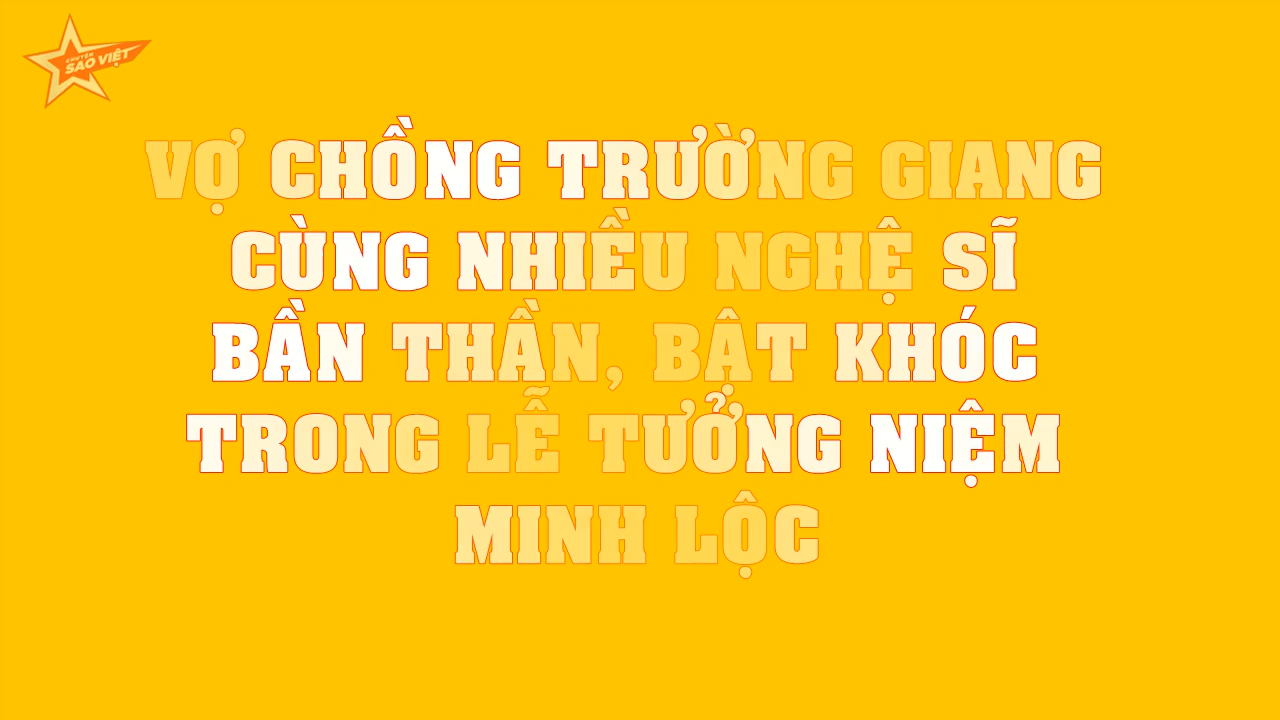 CHUYỆN
SAO VIỆT
VỢ CHỒNG TRƯỜNG GIANG
CÙNG NHIỀU NGHỆ SĨ
BẦN THẦN, BẬT KHÓC
TRONG LỄ TƯỞNG NIỆM
MINH LỘC